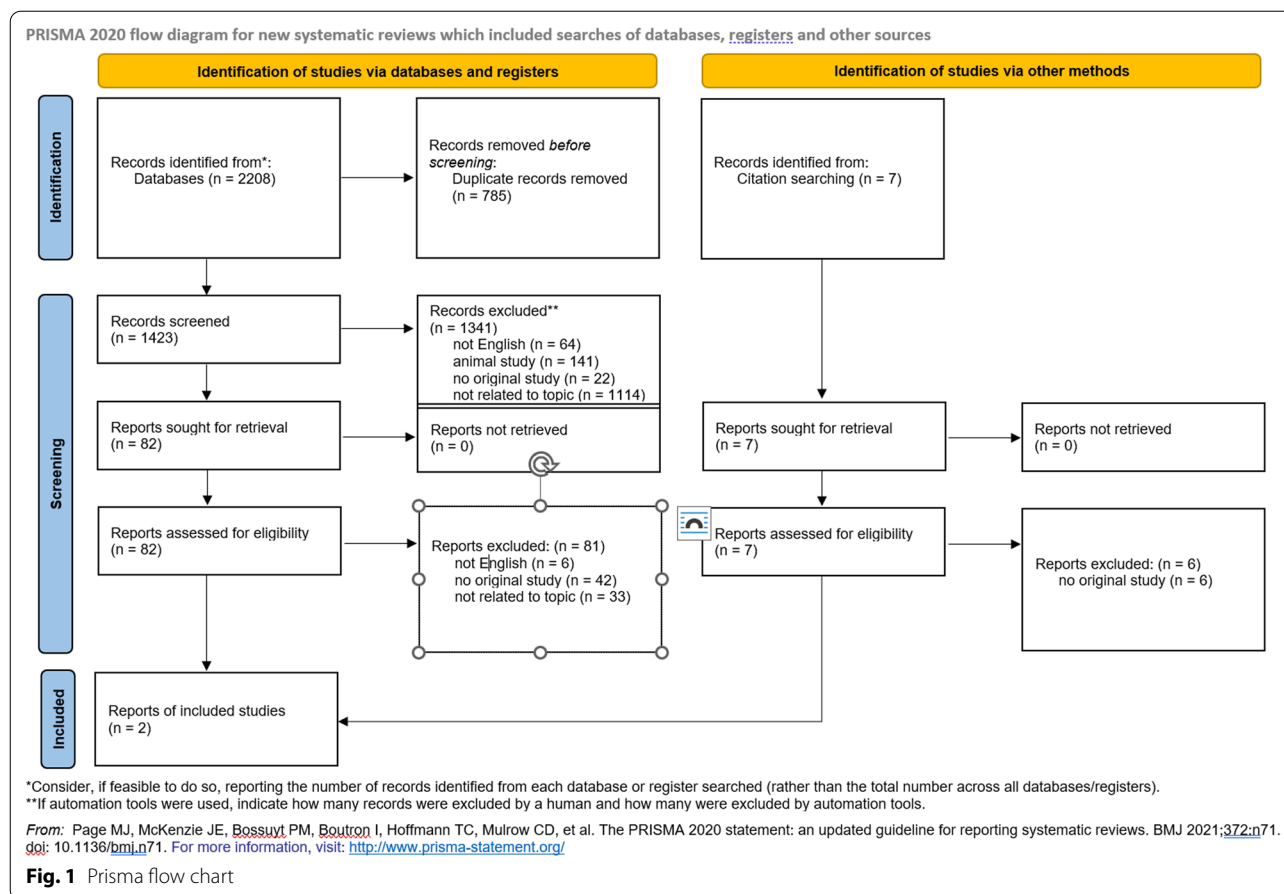 PRISMA 2020 flow diagram for new systematic reviews which included searches of databases, registers and other sources
Identification of studies via databases and registers
Identification of studies via other methods
Identification
Records identified from*:
Databases (n = 2208)
Records removed before
screening:
Duplicate records removed
(n = 785)
Records identified from:
Citation searching (n = 7)
Screening
Records screened
(n = 1423)
Records excluded**
(n = 1341)
not English (n = 64)
animal study (n = 141)
no original study (n = 22)
not related to topic (n = 1114)
Reports sought for retrieval
(n = 82)
Reports not retrieved
(n = 0)
Reports sought for retrieval
(n = 7)
Reports not retrieved
(n = 0)
Reports assessed for eligibility
(n = 82)
Reports excluded: (n = 81)
not English (n = 6)
no original study (n = 42)
not related to topic (n = 33)
Reports assessed for eligibility
(n = 7)
Reports excluded: (n = 6)
no original study (n = 6)
Included
Reports of included studies
(n = 2)
*Consider, if feasible to do so, reporting the number of records identified from each database or register searched (rather than the total number across all databases/registers).
**If automation tools were used, indicate how many records were excluded by a human and how many were excluded by automation tools.
From: Page MJ, McKenzie JE, Bossuyt PM, Boutron I, Hoffmann TC, Mulrow CD, et al. The PRISMA 2020 statement: an updated guideline for reporting systematic reviews. BMJ 2021;372:n71.
doi: 10.1136/bmj.n71. For more information, visit: http://www.prisma-statement.org/
Fig. 1 Prisma flow chart